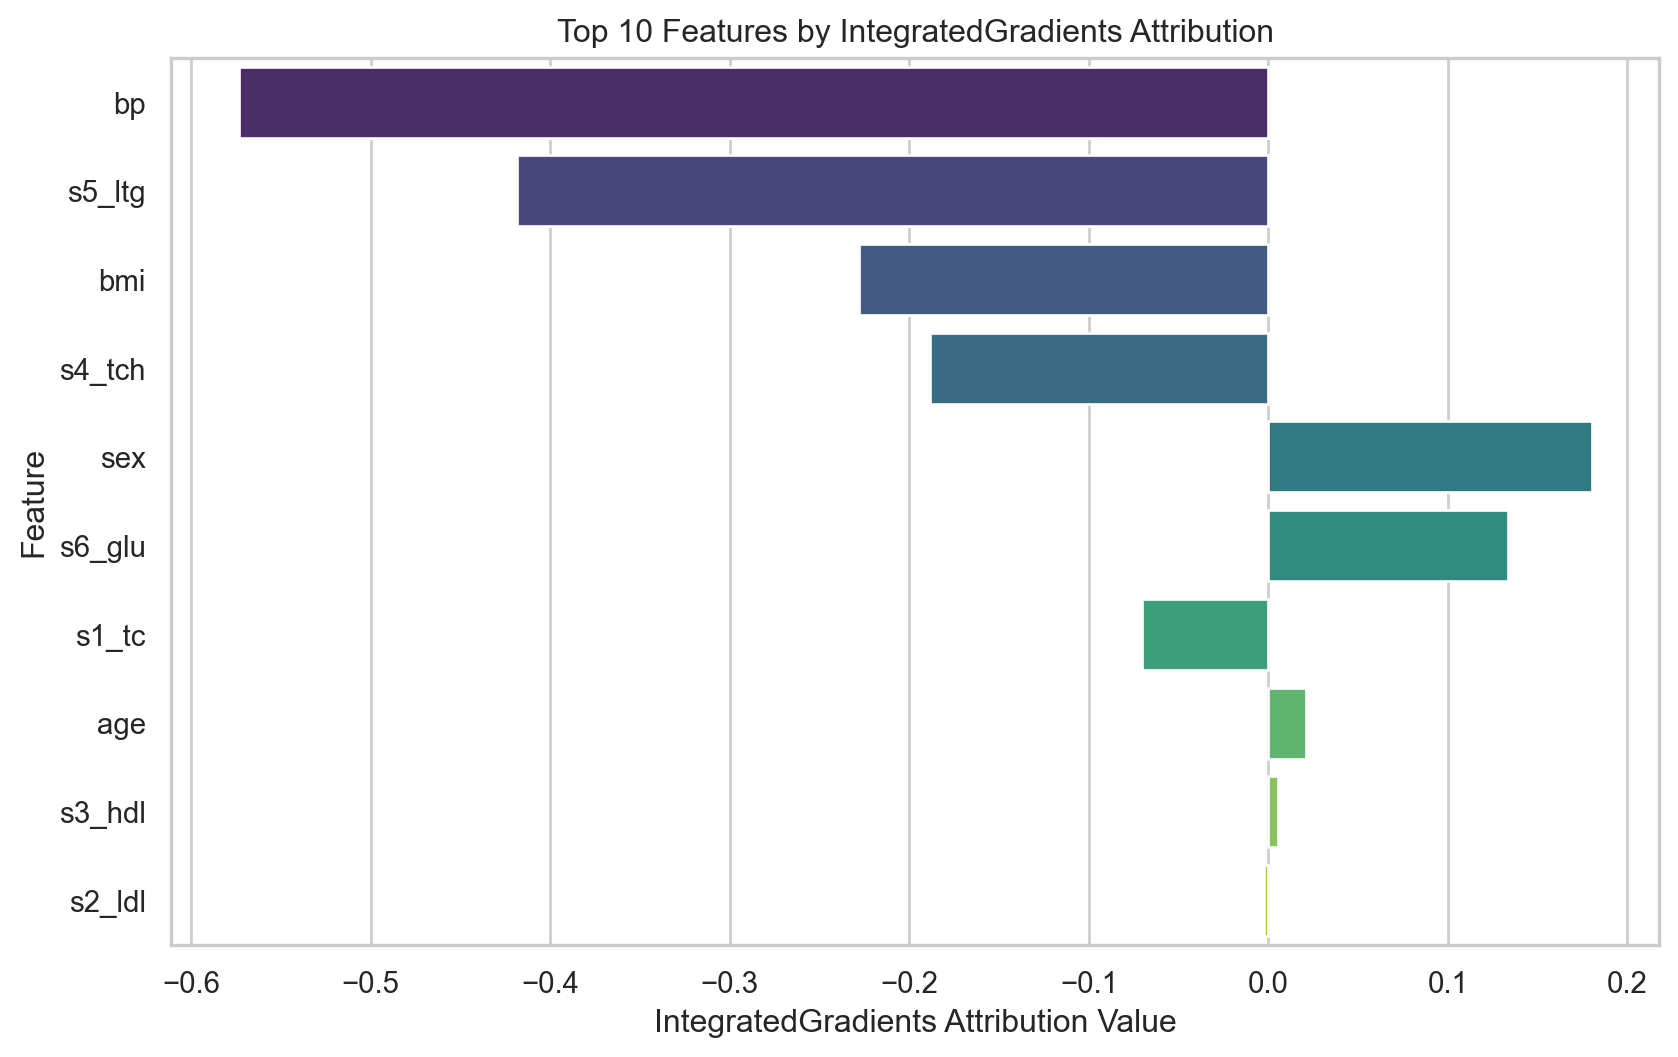 Top 10 Features by IntegratedGradients Attribution
Feature
bp
s5_ltg
bmi
s4_tch
sex
s6_glu
s1_tc
age
s3_hdl
s2_ldl
−0.6 −0.5 −0.4 −0.3 −0.2 −0.1 0.0 0.1 0.2
IntegratedGradients Attribution Value